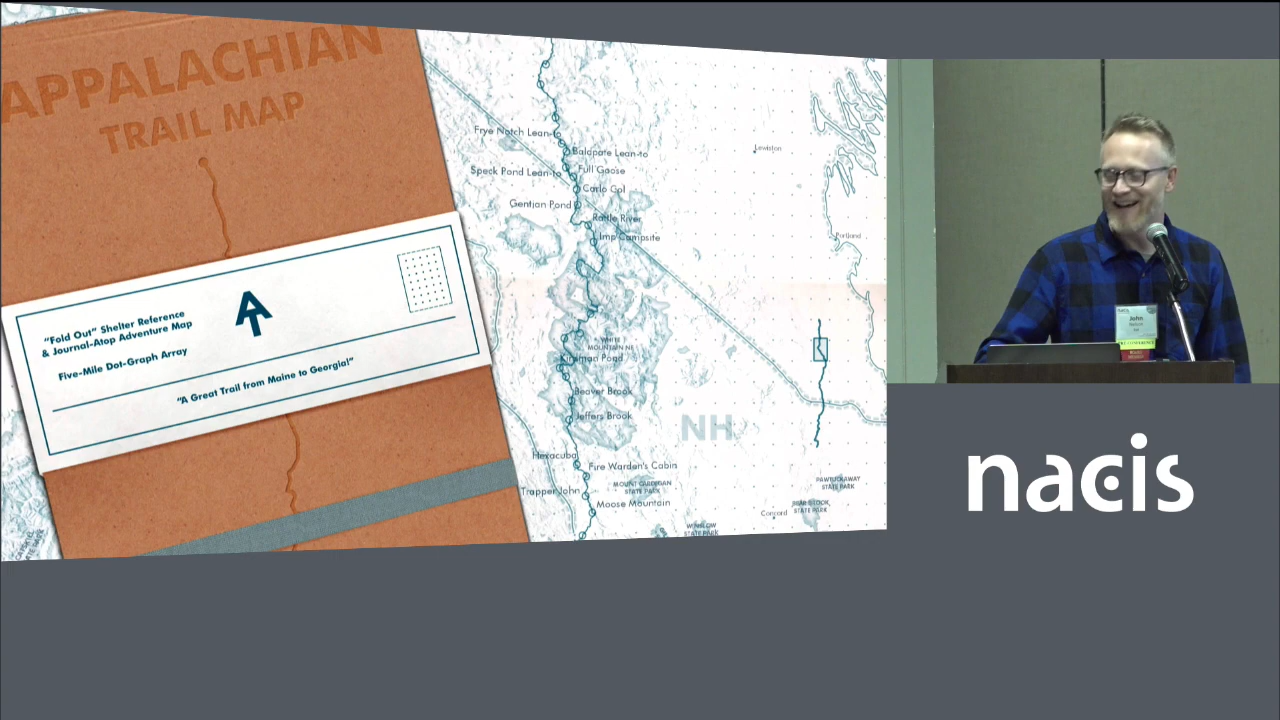 APPALACHIAN
TRAIL MAP
"Fold Out" Shelter Reference
& Journal-Atop Adventure Map
Five-Mile Dot-Graph Array
"A Great Trail from Maine to Georgia!"
Frye Notch Lean-to
Baldpate Lean-to
Speck Pond Lean-to
Full Goose
Carlo Col
Gentian Pond
Rattle River
Imp Campsite
WHITE
MOUNTAIN NF
Kinsman Pond
Beaver Brook
Jeffers Brook
Hexacuba
Fire Warden's Cabin
MOUNT CARDIGAN
STATE PARK
Trapper John
Moose Mountain
WINSLOW
STATE PARK
Lewiston
Portland
NH
PAWTUCKAWAY
STATE PARK
BEAR BROOK
STATE PARK
Concord
John
nacis